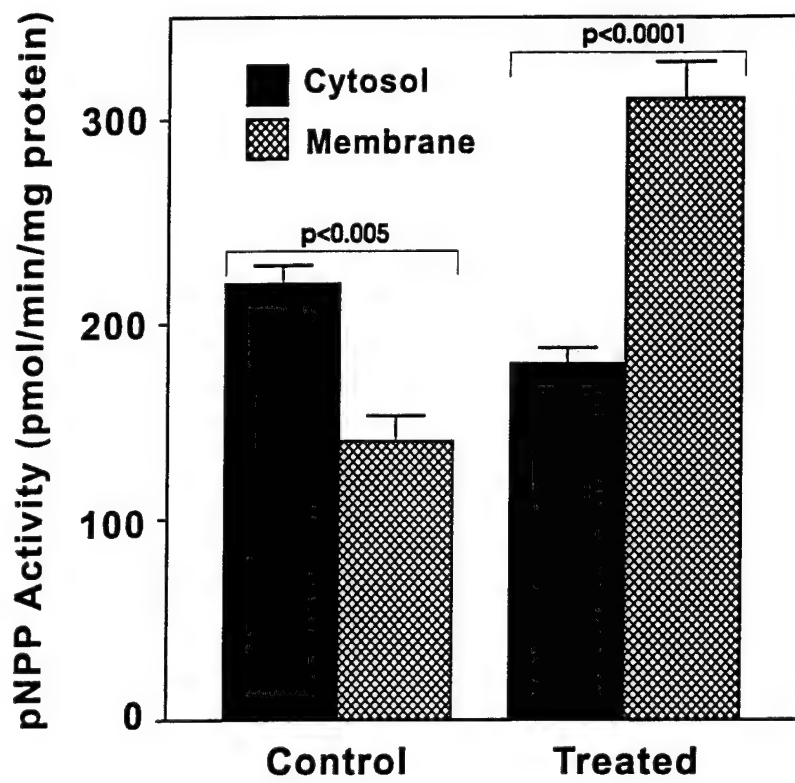 pNPP Activity (pmol/min/mg protein)
300
200
100
0
Cytosol
Membrane
p<0.005
p<0.0001
Control
Treated